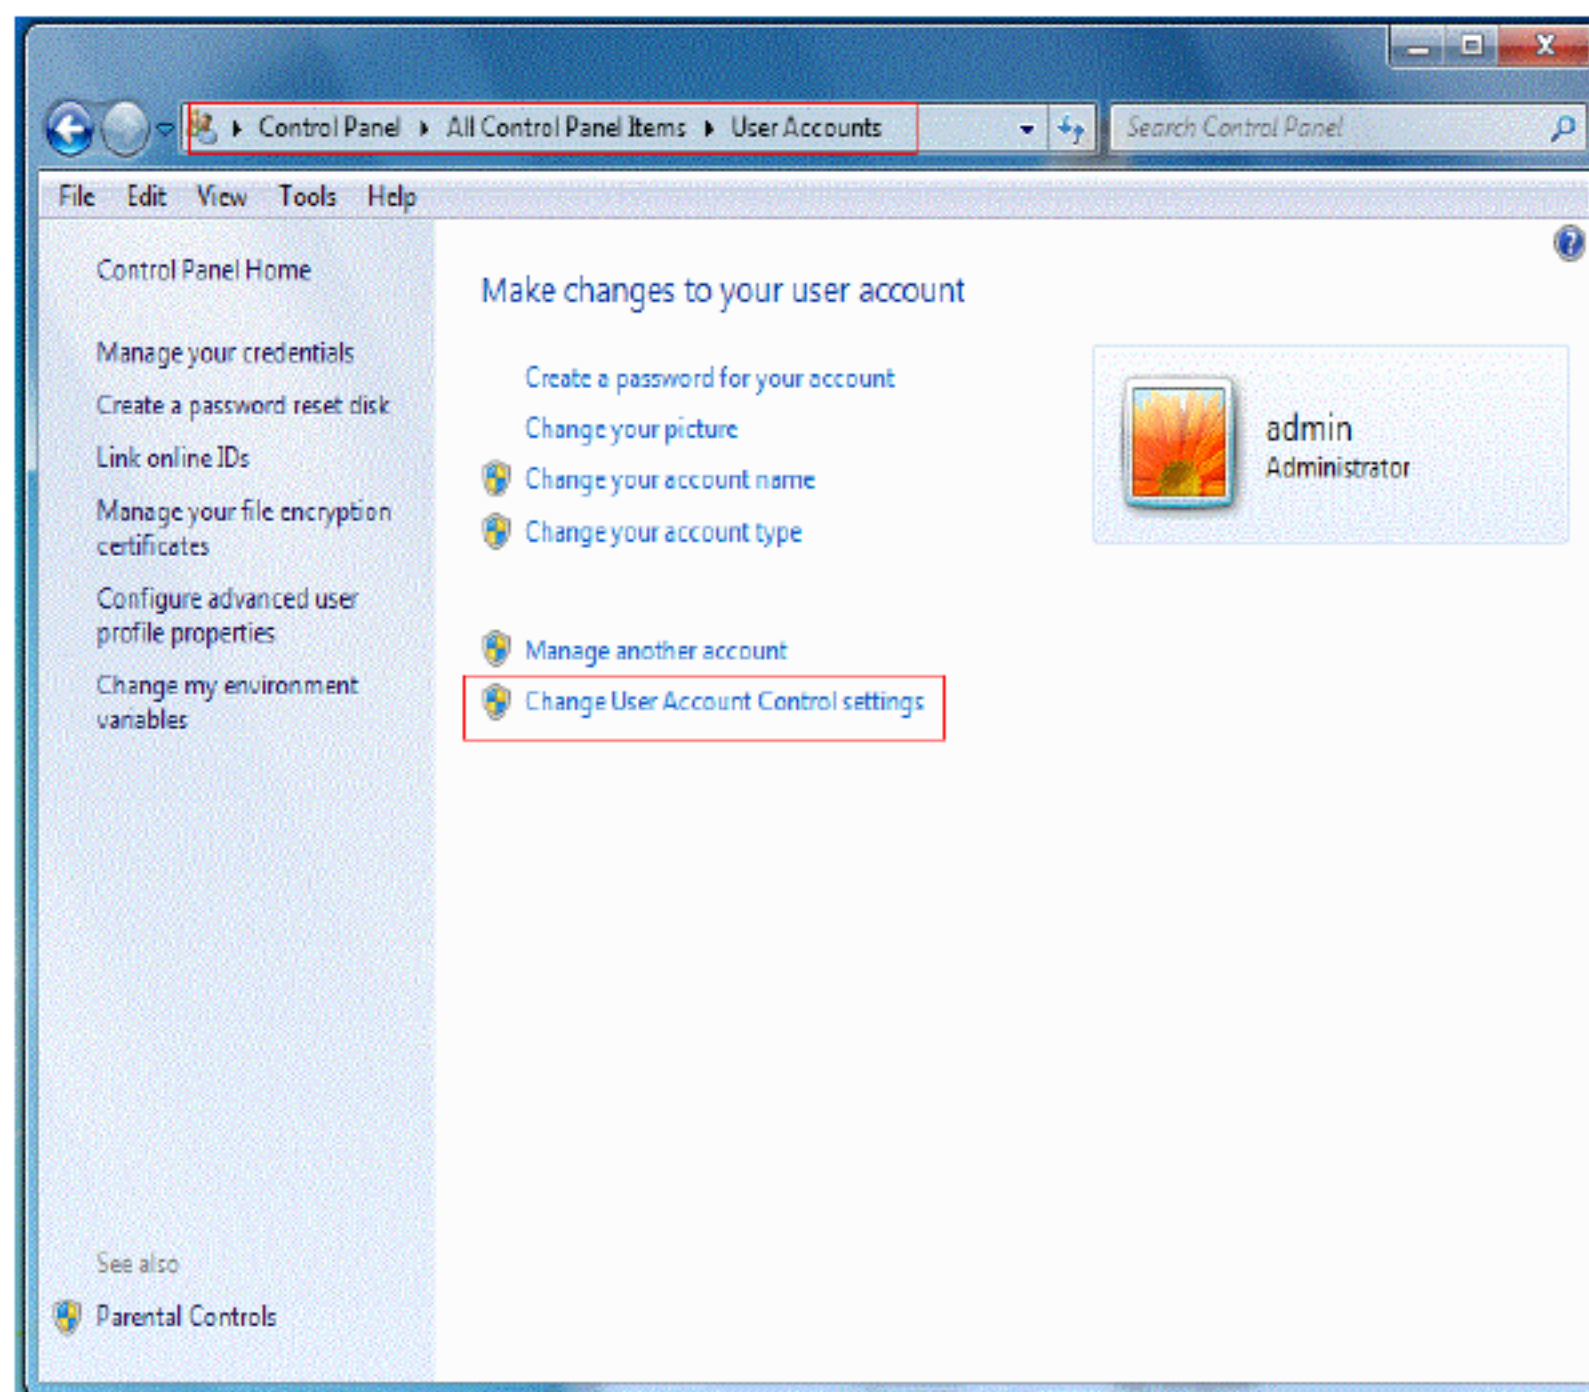 Control Panel All Control Panel Items User Accounts
Search Control Panel
File Edit View Tools Help
Control Panel Home
Manage your credentials
Create a password reset disk
Link online IDs
Manage your file encryption
certificates
Configure advanced user
profile properties
Change my environment
variables
See also
Parental Controls
Make changes to your user account
Create a password for your account
Change your picture
Change your account name
Change your account type
Manage another account
Change User Account Control settings
admin
Administrator